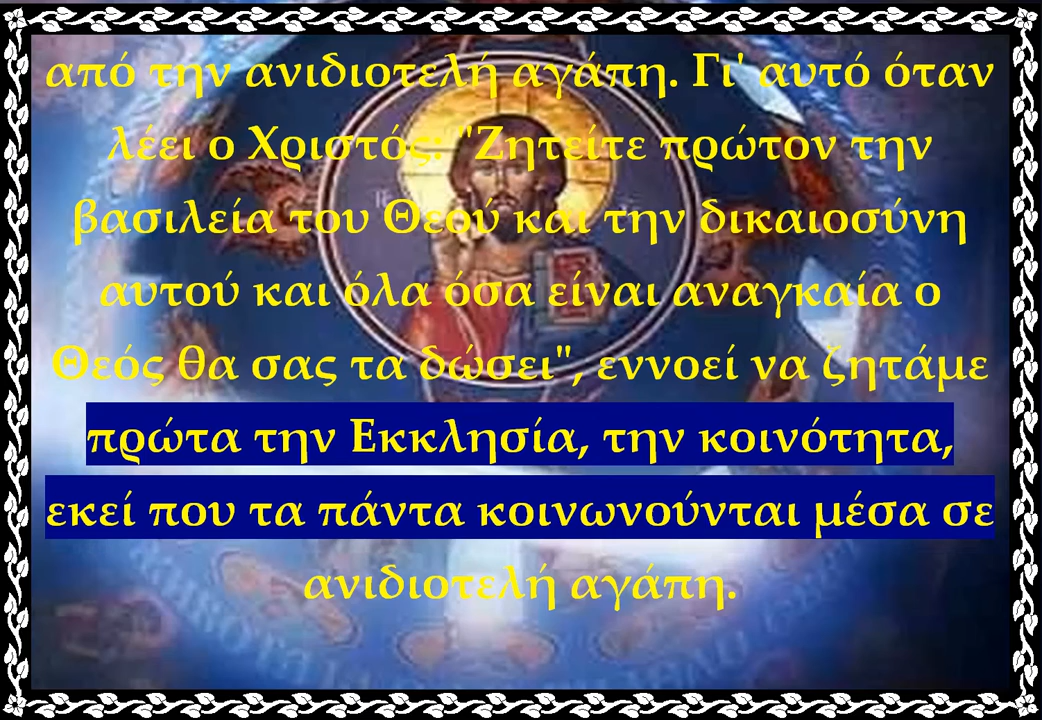 από την ανιδιοτελή αγάπη. Γι' αυτό όταν
λέει ο Χριστός: "Ζητείτε πρώτον την
βασιλεία του Θεού και την δικαιοσύνη
αυτού και όλα όσα είναι αναγκαία ο
Θεός θα σας τα δώσει", εννοεί να ζητάμε
πρώτα την Εκκλησία, την κοινότητα,
εκεί που τα πάντα κοινωνούνται μέσα σε
ανιδιοτελή αγάπη.